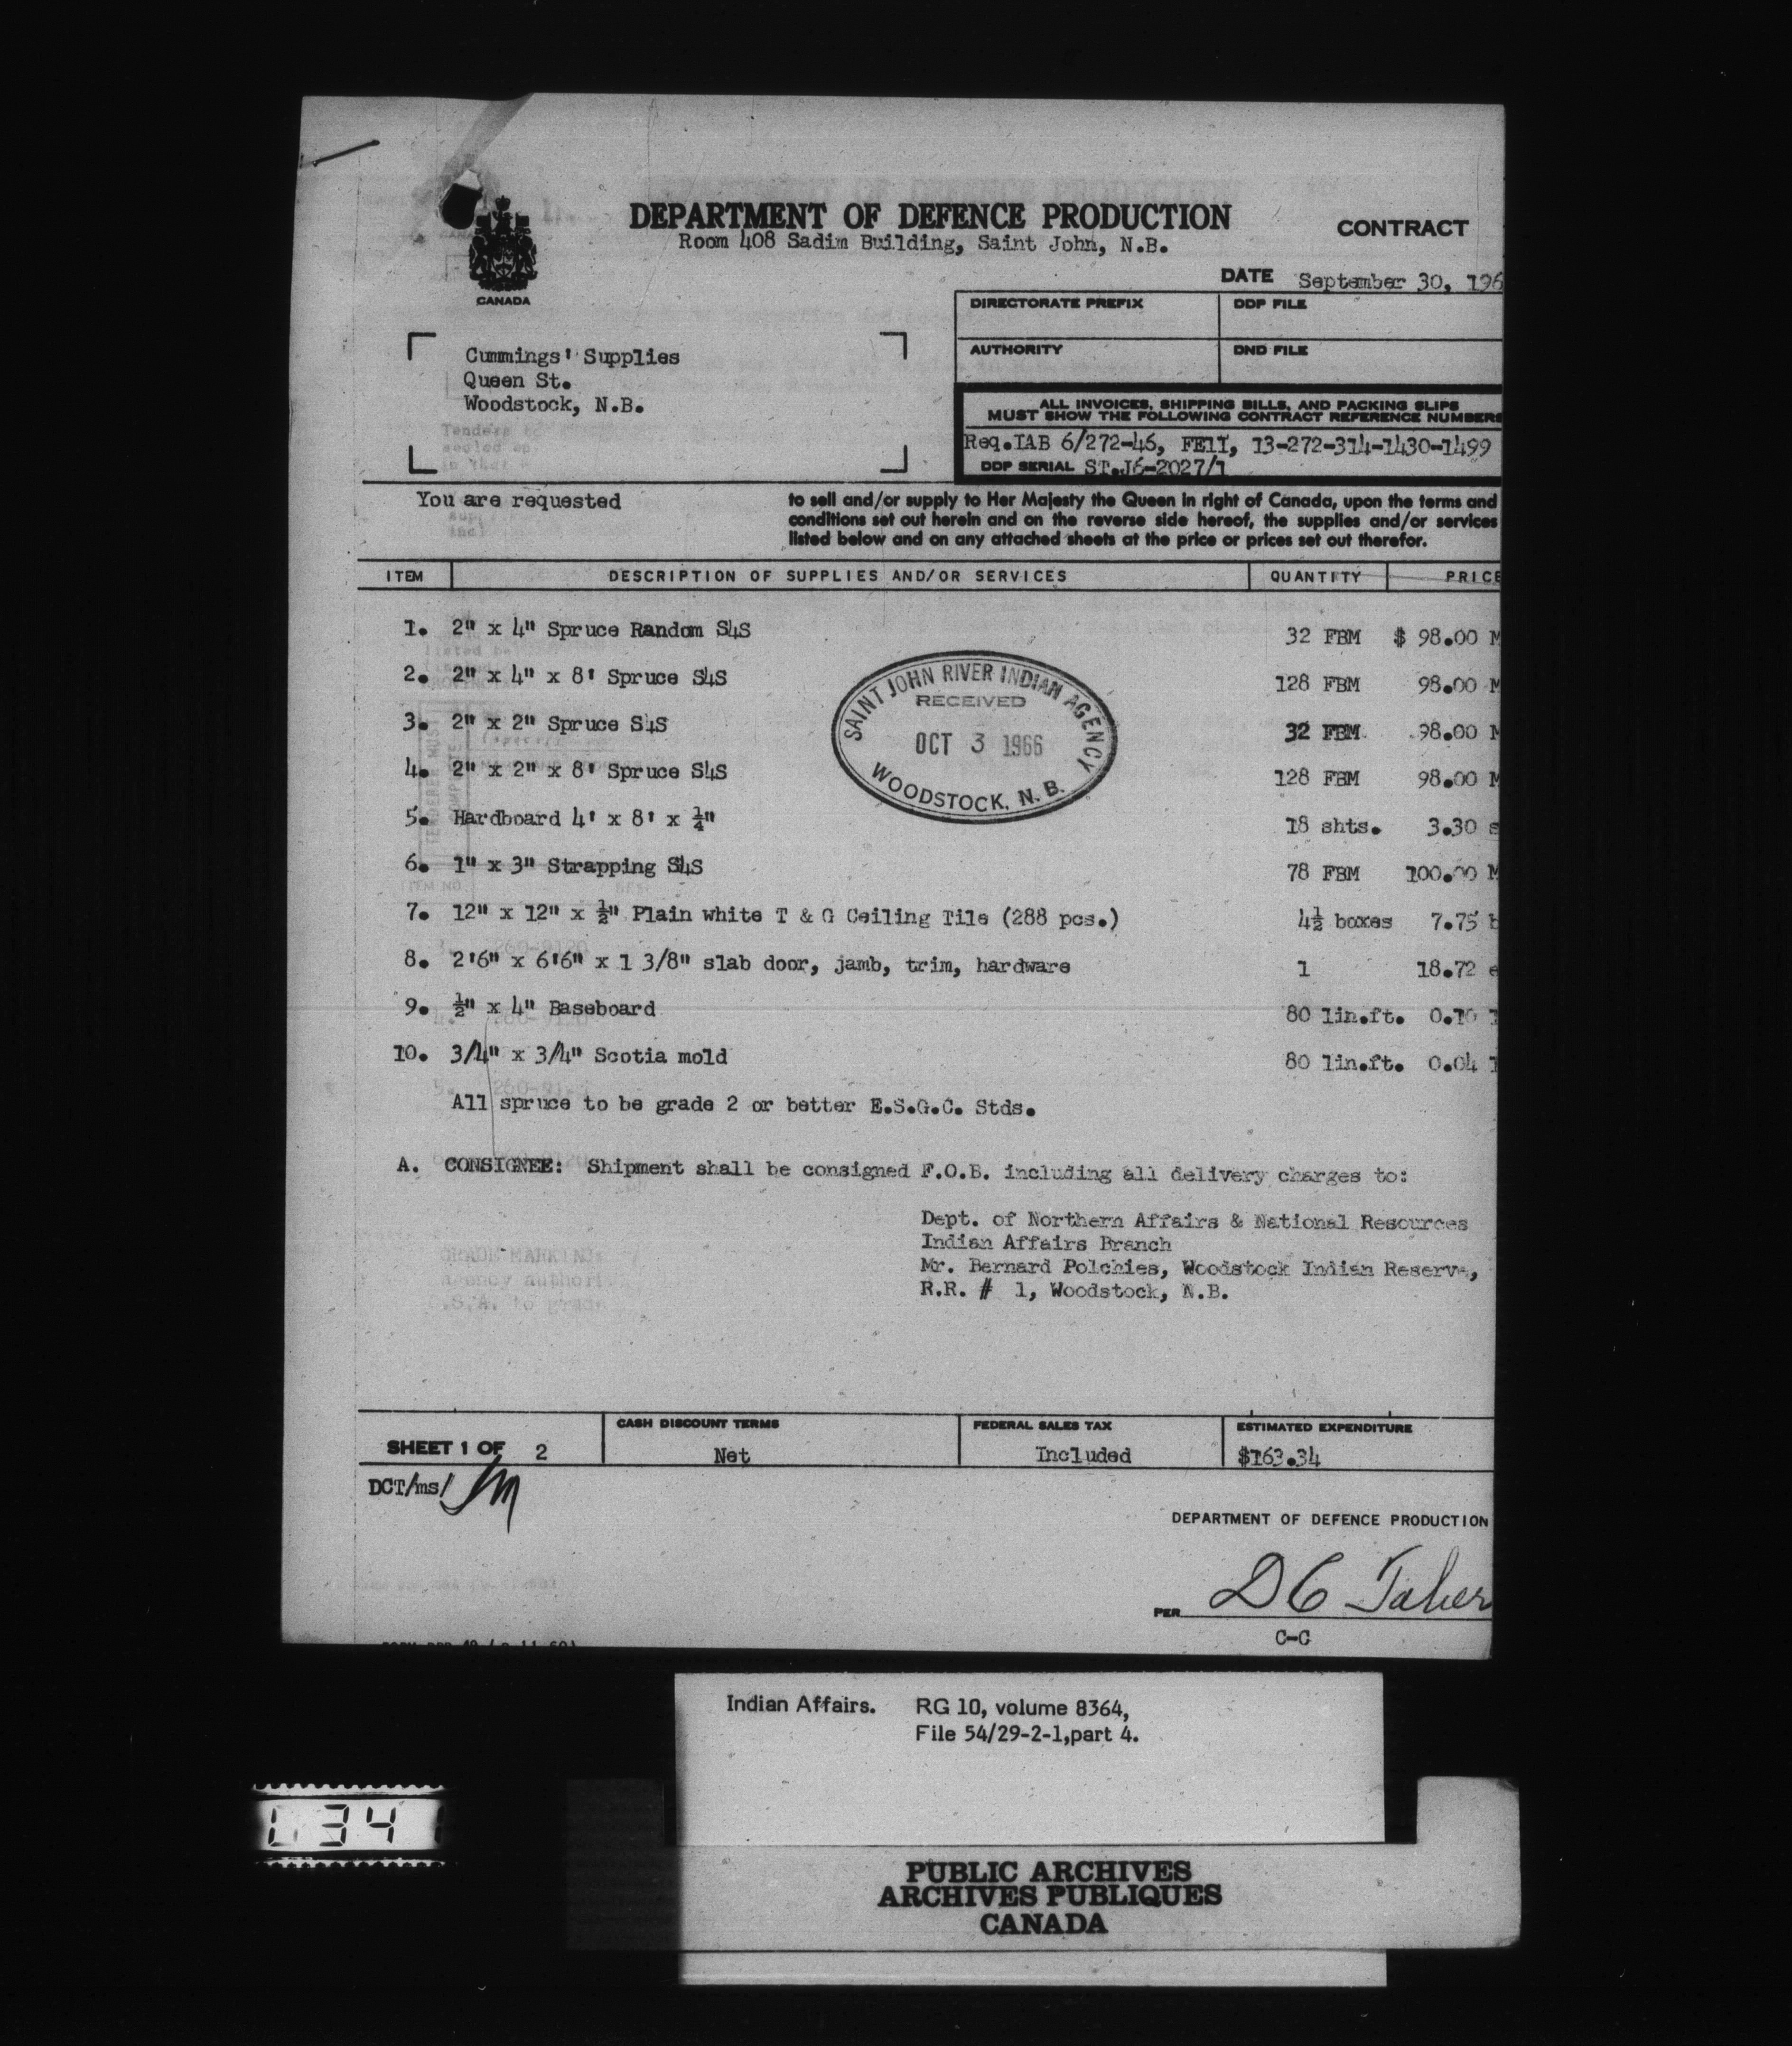 DEPARTMENT OF DEFENCE PRODUCTION
Room 408 Sadim Building, Saint John, N.B.
CONTRACT
CANADA
DATE September 30, 196
DIRECTORATE PREFIX
DDP FILE
AUTHORITY
DND FILE
Cummings' Supplies
Queen St.
Woodstock, N.B.
ALL INVOICES, SHIPPING BILLS, AND PACKING SLIPS
MUST SHOW THE FOLLOWING CONTRACT REFERENCE NUMBERS
Req.IAB 6/272-46, FE11, 13-272-314-1430-1499
DDP SERIAL ST.J6-2027/1
You are requested
to sell and/or supply to Her Majesty the Queen in right of Canada, upon the terms and
conditions set out herein and on the reverse side hereof, the supplies and/or services
listed below and on any attached sheets at the price or prices set out therefor.
ITEM DESCRIPTION OF SUPPLIES AND/OR SERVICES QUANTITY PRICE
1. 2" x 4" Spruce Random S4S 32 FBM $ 98.00 M
2. 2" x 4" x 8' Spruce S4S 128 FBM 98.00 M
3. 2" x 2" Spruce S4S 32 FBM 98.00 M
4. 2" x 2" x 8' Spruce S4S 128 FBM 98.00 M
5. Hardboard 4' x 8' x ¼" 18 shts. 3.30 s
6. 1" x 3" Strapping S4S 78 FBM 100.00 M
7. 12" x 12" x ½" Plain white T & G Ceiling Tile (288 pcs.) 4½ boxes 7.75 b
8. 2'6" x 6'6" x 1 3/8" slab door, jamb, trim, hardware 1 18.72 e
9. ½" x 4" Baseboard 80 lin.ft. 0.10 l
10. 3/4" x 3/4" Scotia mold 80 lin.ft. 0.04 l
SAINT JOHN RIVER INDIAN AGENCY
RECEIVED
OCT 3 1966
WOODSTOCK, N. B.
All spruce to be grade 2 or better E.S.G.C. Stds.
A. CONSIGNEE: Shipment shall be consigned F.O.B. including all delivery charges to:
Dept. of Northern Affairs & National Resources
Indian Affairs Branch
Mr. Bernard Polchies, Woodstock Indian Reserve,
R.R. # 1, Woodstock, N.B.
SHEET 1 OF 2
CASH DISCOUNT TERMS
Net
FEDERAL SALES TAX
Included
ESTIMATED EXPENDITURE
$163.34
DCT/ms/
DEPARTMENT OF DEFENCE PRODUCTION
PER D C Taber
C-C
Indian Affairs. RG 10, volume 8364,
File 54/29-2-1,part 4.
34
PUBLIC ARCHIVES
ARCHIVES PUBLIQUES
CANADA